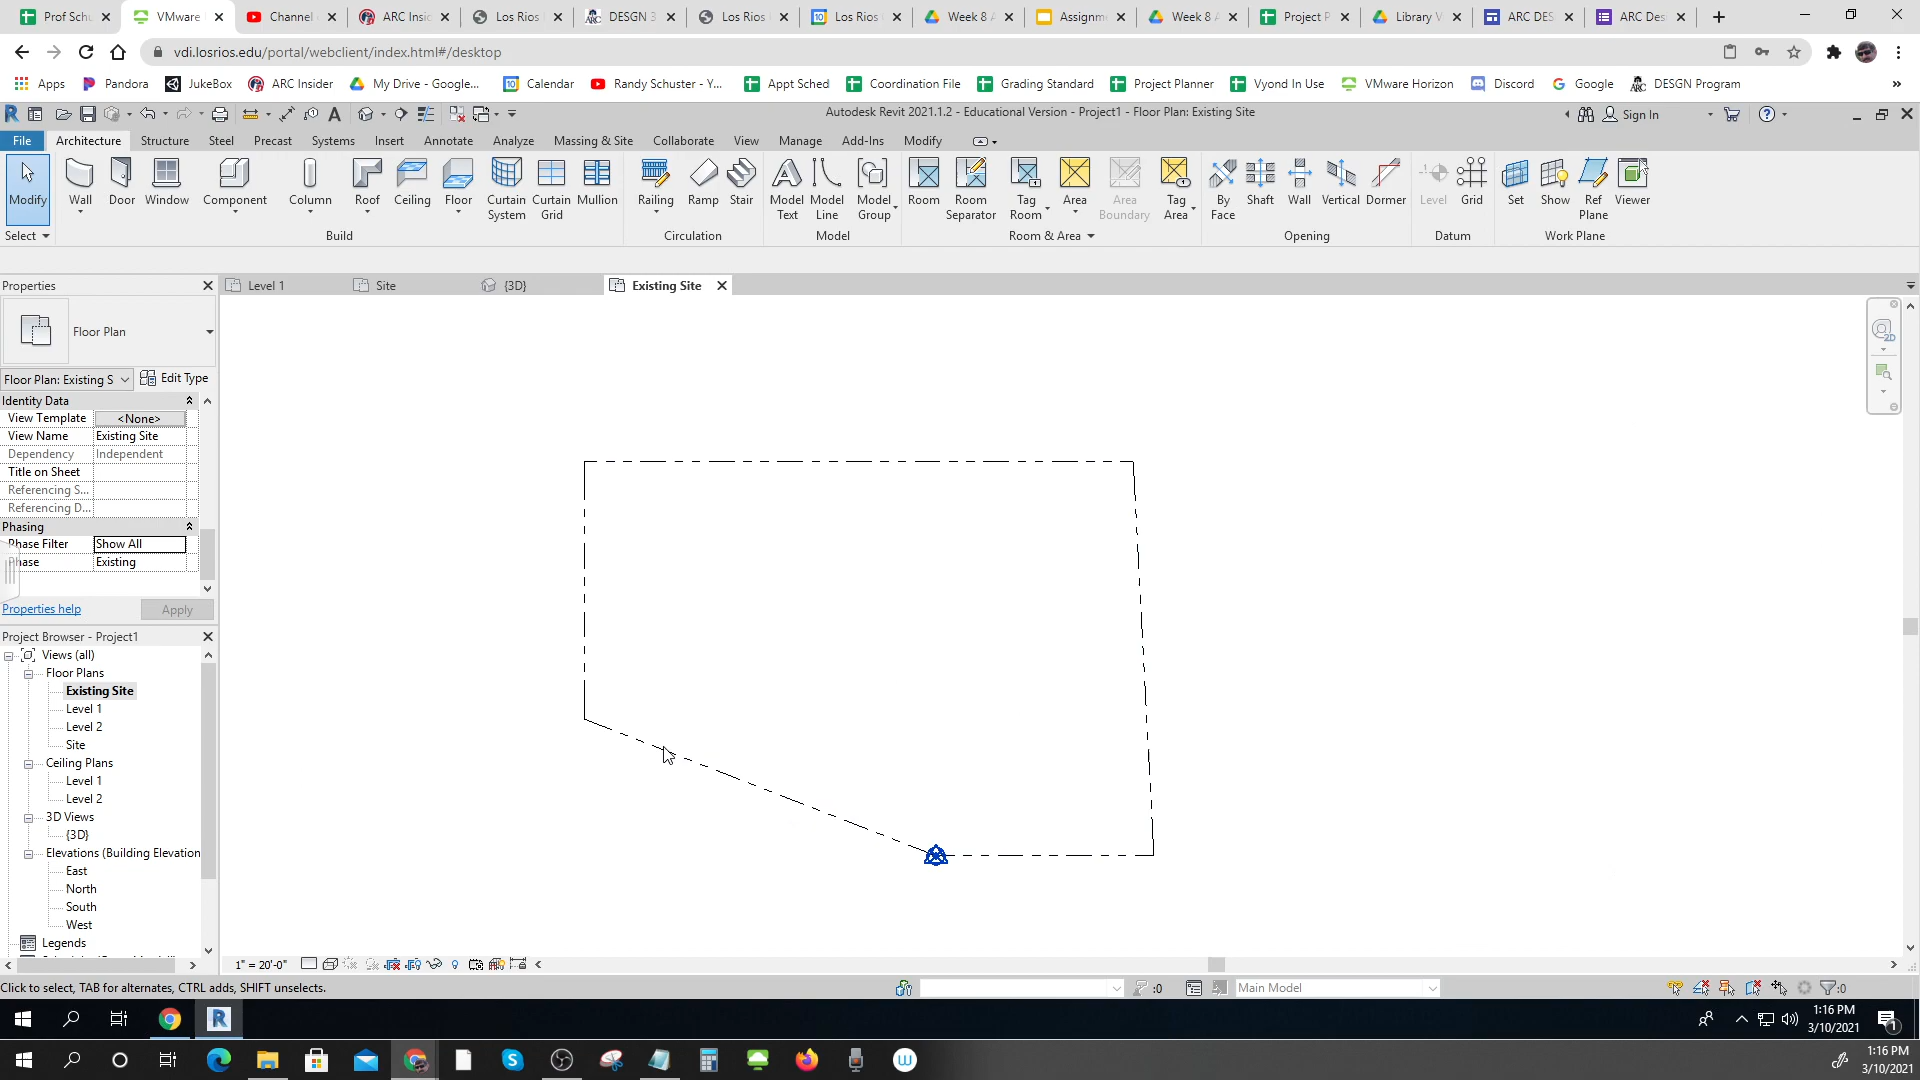 Prof Schu
VMware
Channel c
ARC Insid
Los Rios
DESGN 3
Los Rios
Los Rios
Week 8 A
Assignme
Week 8 A
Project P
Library V
ARC DES
ARC Des
vdi.losrios.edu/portal/webclient/index.html#/desktop
Apps
Pandora
JukeBox
ARC Insider
My Drive - Google...
Calendar
Randy Schuster - Y...
Appt Sched
Coordination File
Grading Standard
Project Planner
Vyond In Use
VMware Horizon
Discord
Google
DESGN Program
»
Autodesk Revit 2021.1.2 - Educational Version - Project1 - Floor Plan: Existing Site
Sign In
File Architecture Structure Steel Precast Systems Insert Annotate Analyze Massing & Site Collaborate View Manage Add-Ins Modify
Modify Wall Door Window Component Column Roof Ceiling Floor Curtain System Curtain Grid Mullion Railing Ramp Stair Model Text Model Line Model Group Room Room Separator Tag Room Area Area Boundary Tag Area By Face Shaft Wall Vertical Dormer Level Grid Set Show Ref Plane Viewer
Select Build Circulation Model Room & Area Opening Datum Work Plane
Properties
Level 1
Site
{3D}
Existing Site
Floor Plan
Floor Plan: Existing S
Edit Type
Identity Data
View Template <None>
View Name Existing Site
Dependency Independent
Title on Sheet
Referencing S...
Referencing D...
Phasing
Phase Filter Show All
Phase Existing
Properties help
Apply
Project Browser - Project1
Views (all)
Floor Plans
Existing Site
Level 1
Level 2
Site
Ceiling Plans
Level 1
Level 2
3D Views
{3D}
Elevations (Building Elevation
East
North
South
West
Legends
2D
1" = 20'-0"
Click to select, TAB for alternates, CTRL adds, SHIFT unselects.
:0
Main Model
:0
1:16 PM
3/10/2021
1
1:16 PM
3/10/2021